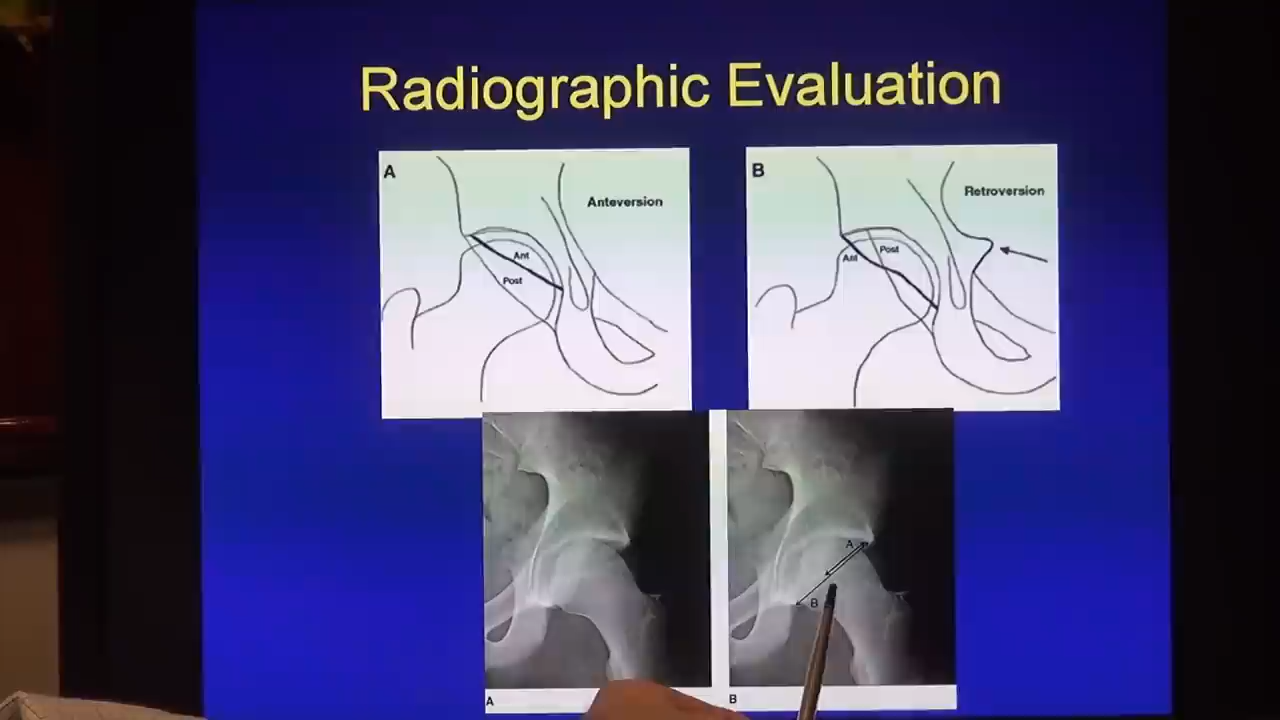 Radiographic Evaluation
A
Anteversion
Ant
Post
B
Retroversion
Post
Ant
A
B
A
B